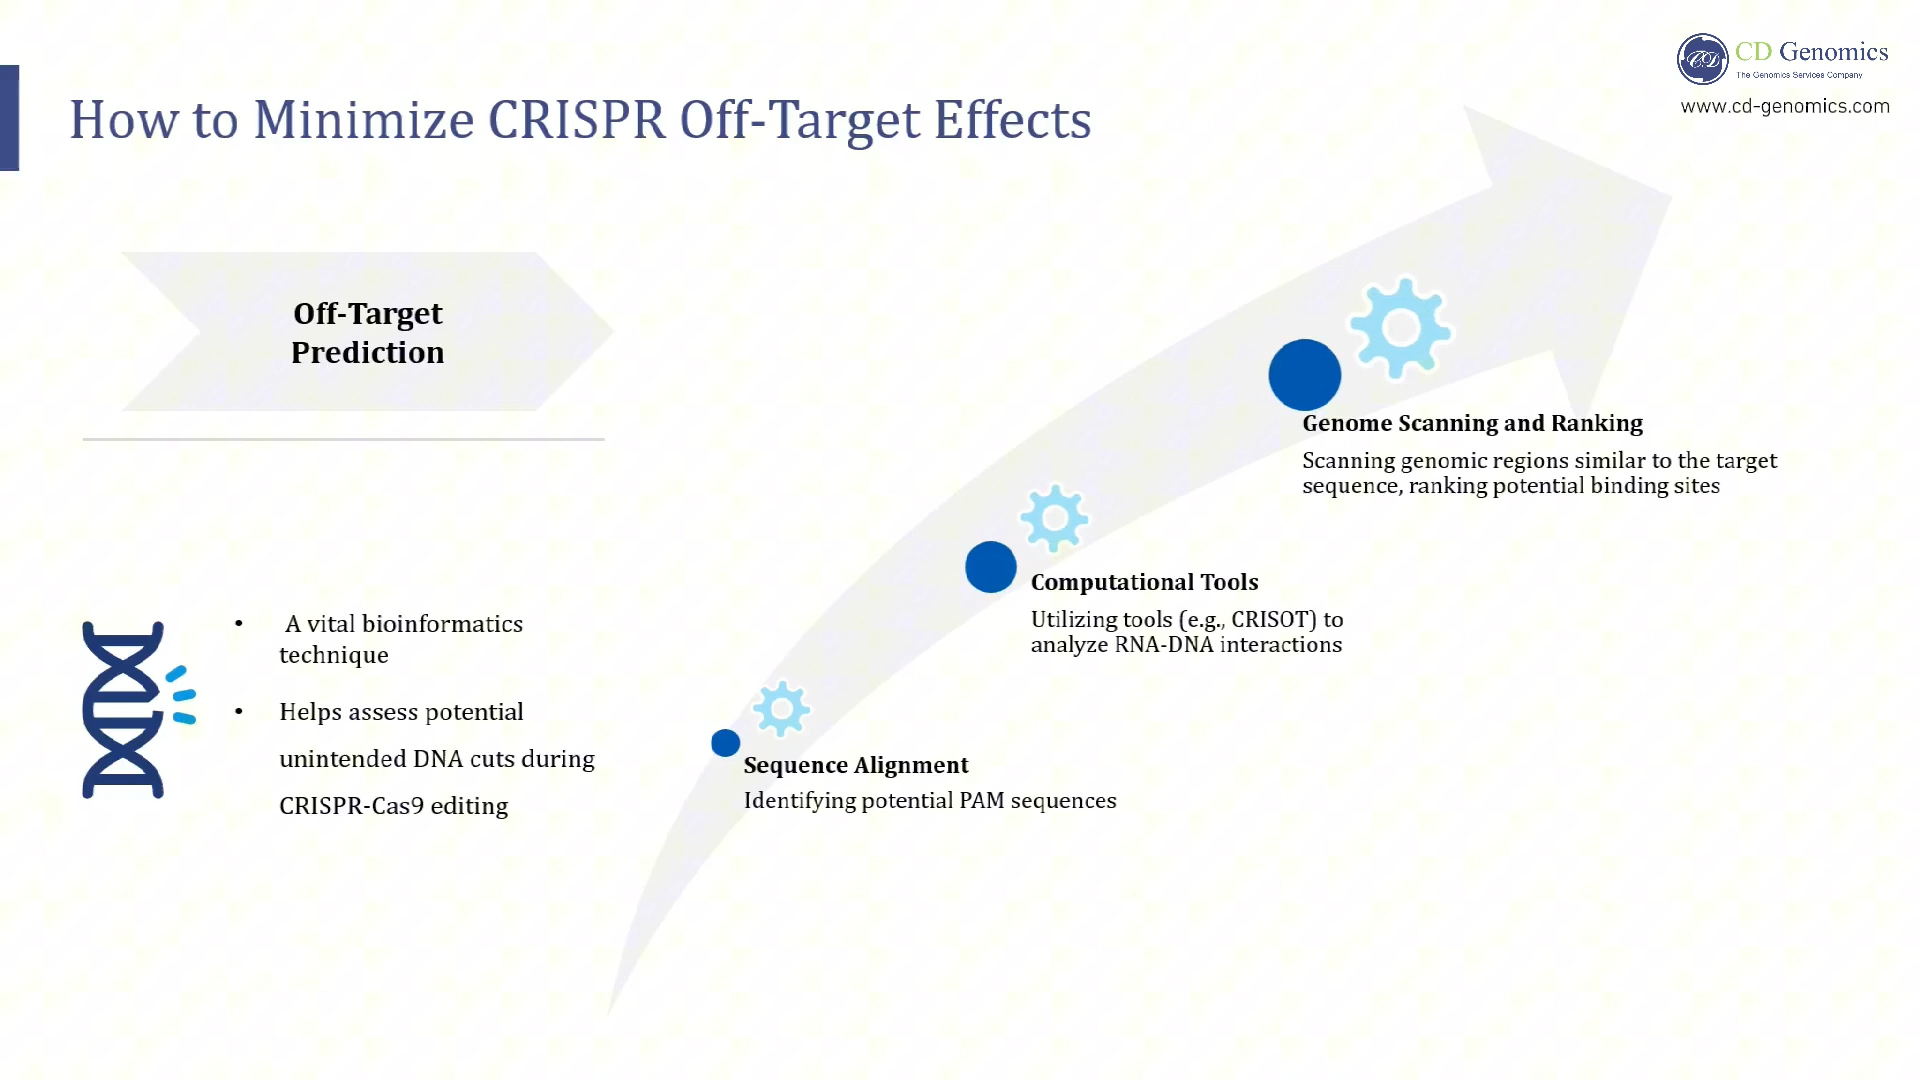 CD Genomics
The Genomics Services Company
www.cd-genomics.com
How to Minimize CRISPR Off-Target Effects
Off-Target
Prediction
• A vital bioinformatics
technique
• Helps assess potential
unintended DNA cuts during
CRISPR-Cas9 editing
Sequence Alignment
Identifying potential PAM sequences
Computational Tools
Utilizing tools (e.g., CRISOT) to
analyze RNA-DNA interactions
Genome Scanning and Ranking
Scanning genomic regions similar to the target
sequence, ranking potential binding sites